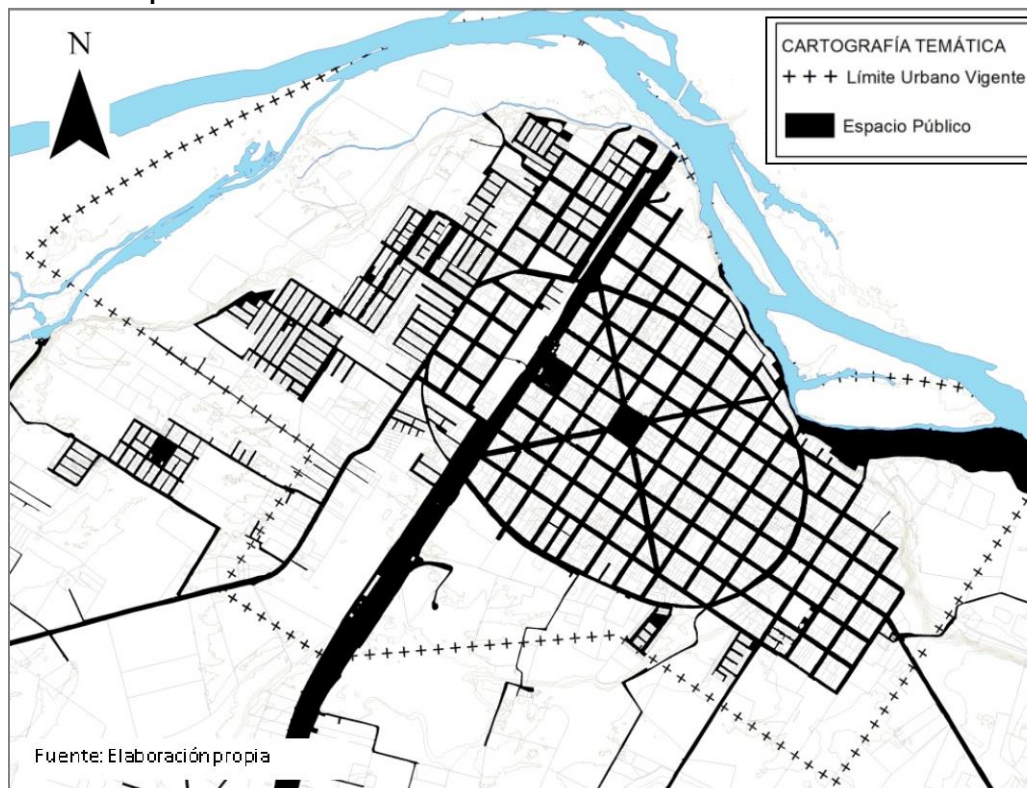 N
CARTOGRAFÍA TEMÁTICA
+ + + Límite Urbano Vigente
Espacio Público
Fuente: Elaboración propia